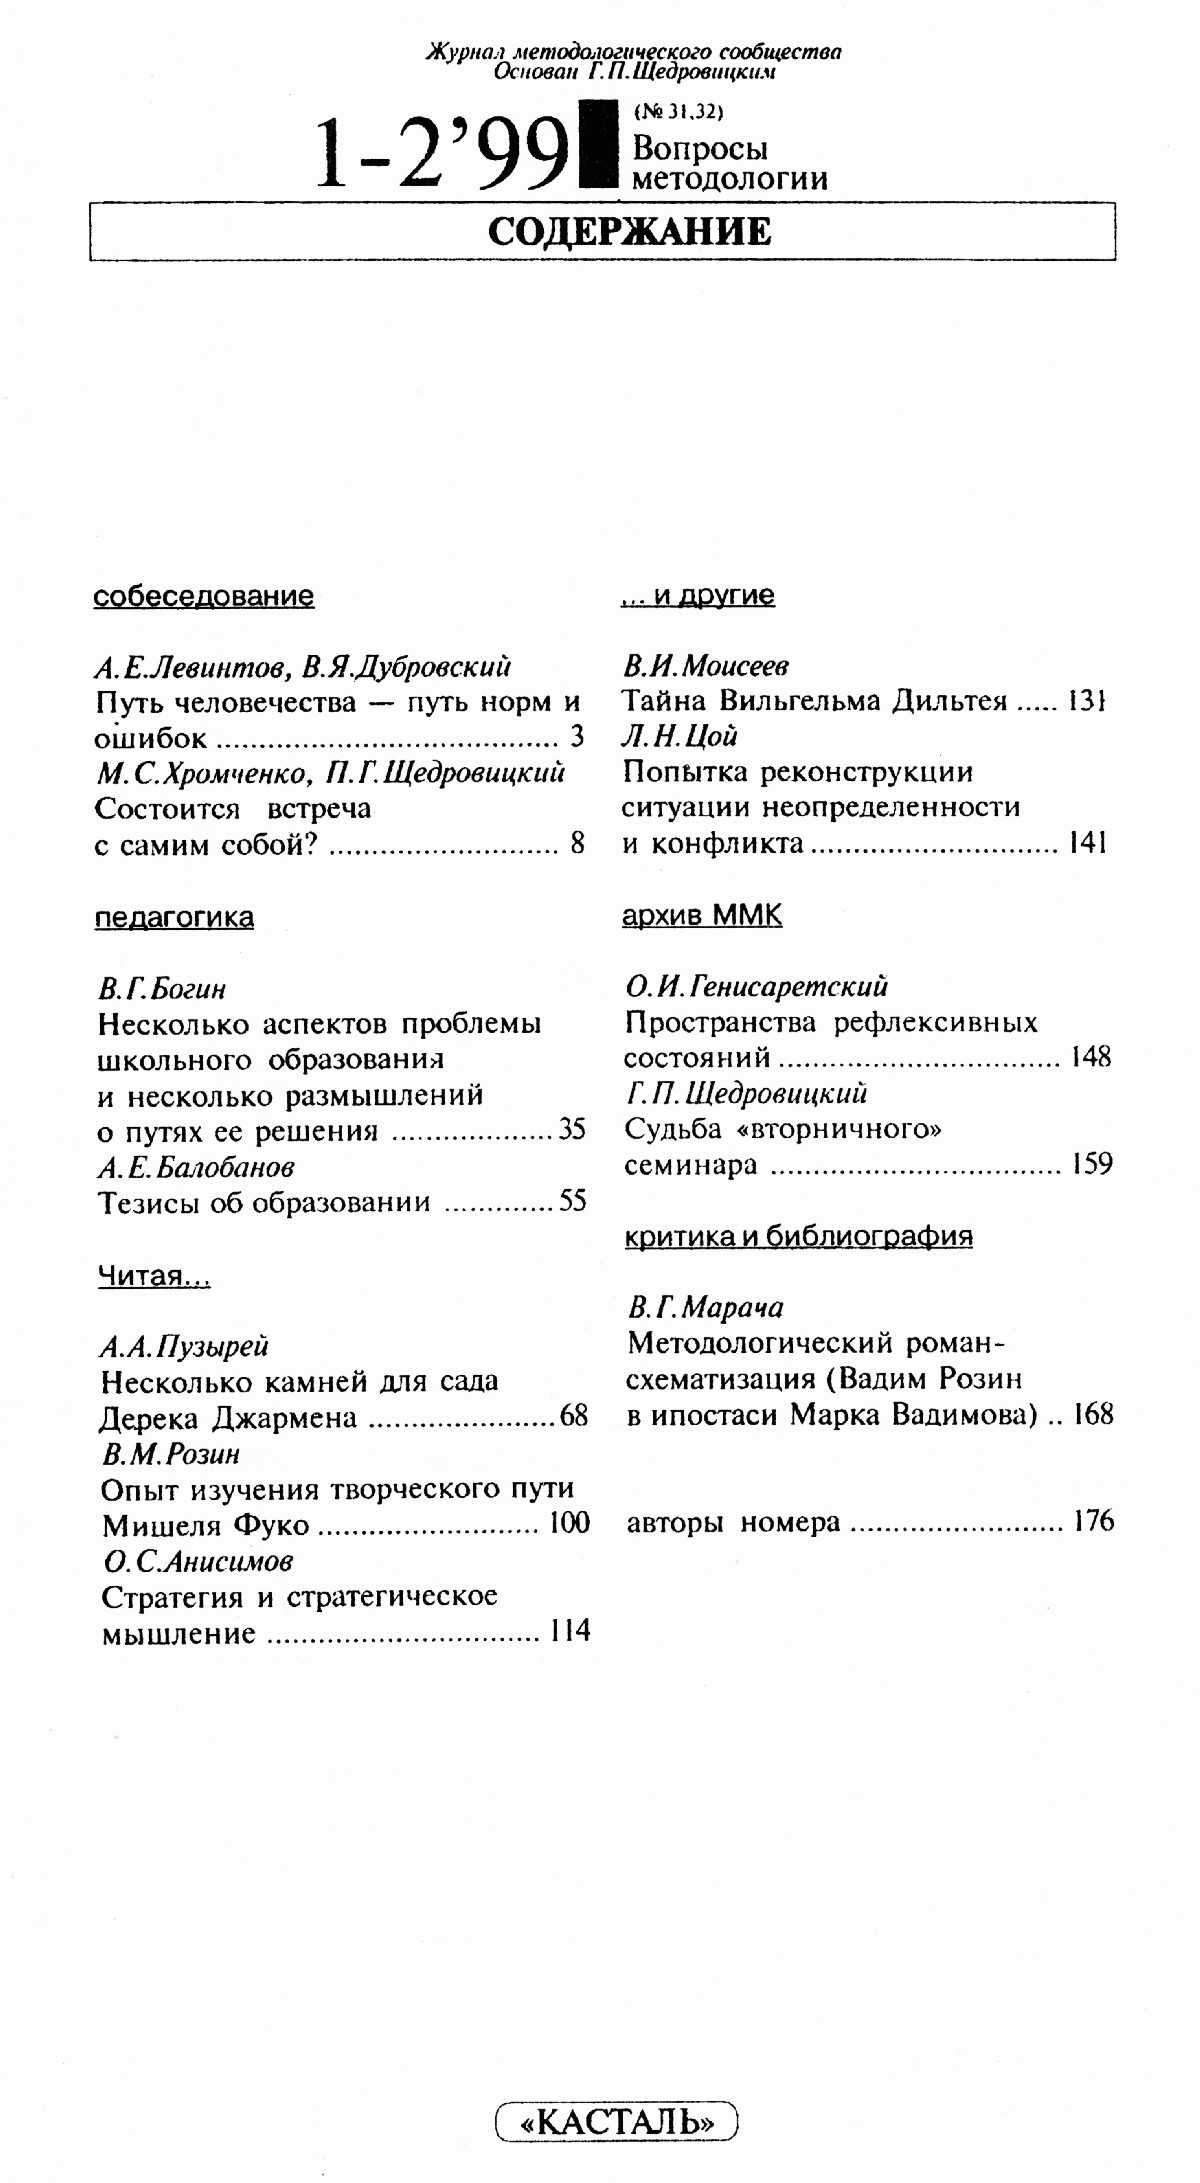 Журнал методологического сообщества
Основан Г.П.Щедровицким
1-2’99
(№ 31,32)
Вопросы
методологии
СОДЕРЖАНИЕ
собеседование
А.Е.Левинтов, В.Я.Дубровский
Путь человечества — путь норм и
ошибок ........................................ 3
М.С.Хромченко, П.Г.Щедровицкий
Состоится встреча
с самим собой? ........................... 8
педагогика
В.Г.Богин
Несколько аспектов проблемы
школьного образования
и несколько размышлений
о путях ее решения ................... 35
А.Е.Балобанов
Тезисы об образовании ............. 55
Читая...
А.А.Пузырей
Несколько камней для сада
Дерека Джармена ...................... 68
В.М.Розин
Опыт изучения творческого пути
Мишеля Фуко .......................... 100
О.С.Анисимов
Стратегия и стратегическое
мышление ................................ 114
... и другие
В.И.Моисеев
Тайна Вильгельма Дильтея ..... 131
Л.Н.Цой
Попытка реконструкции
ситуации неопределенности
и конфликта ............................. 141
архив ММК
О.И.Генисаретский
Пространства рефлексивных
состояний ................................. 148
Г.П.Щедровицкий
Судьба «вторничного»
семинара .................................. 159
критика и библиография
В.Г.Марача
Методологический роман-
схематизация (Вадим Розин
в ипостаси Марка Вадимова) .. 168
авторы номера ......................... 176
«КАСТАЛЬ»